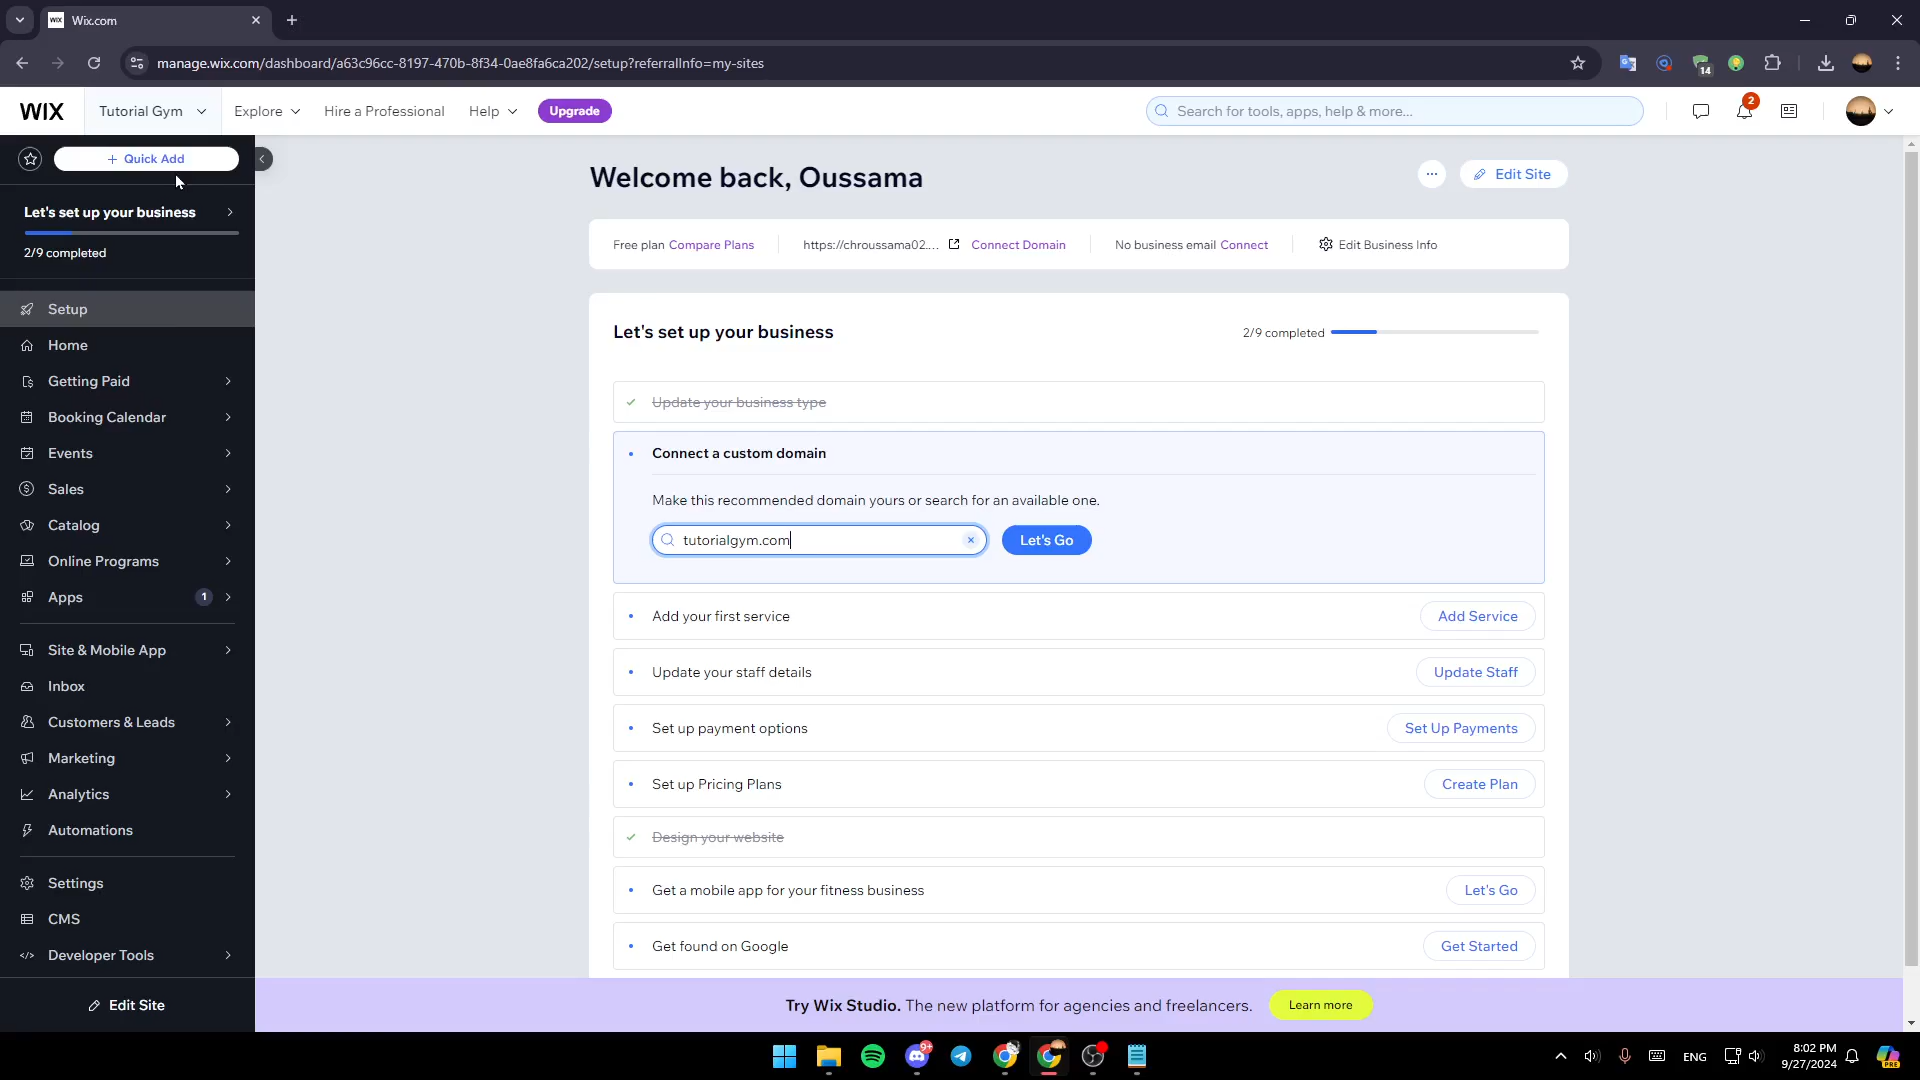 Wix.com
manage.wix.com/dashboard/a63c96cc-8197-470b-8f34-0ae8fa6ca202/setup?referralInfo=my-sites
14
WIX
Tutorial Gym
Explore
Hire a Professional
Help
Upgrade
Search for tools, apps, help & more...
2
+ Quick Add
Let's set up your business
2/9 completed
Setup
Home
Getting Paid
Booking Calendar
Events
Sales
Catalog
Online Programs
Apps 1
Site & Mobile App
Inbox
Customers & Leads
Marketing
Analytics
Automations
Settings
CMS
Developer Tools
Edit Site
Welcome back, Oussama
Edit Site
Free plan Compare Plans
https://chroussama02.... Connect Domain
No business email Connect
Edit Business Info
Let's set up your business
2/9 completed
Update your business type
Connect a custom domain
Make this recommended domain yours or search for an available one.
tutorialgym.com
Let's Go
Add your first service
Add Service
Update your staff details
Update Staff
Set up payment options
Set Up Payments
Set up Pricing Plans
Create Plan
Design your website
Get a mobile app for your fitness business
Let's Go
Get found on Google
Get Started
Try Wix Studio. The new platform for agencies and freelancers.
Learn more
9+
ENG
8:02 PM
9/27/2024
PRE